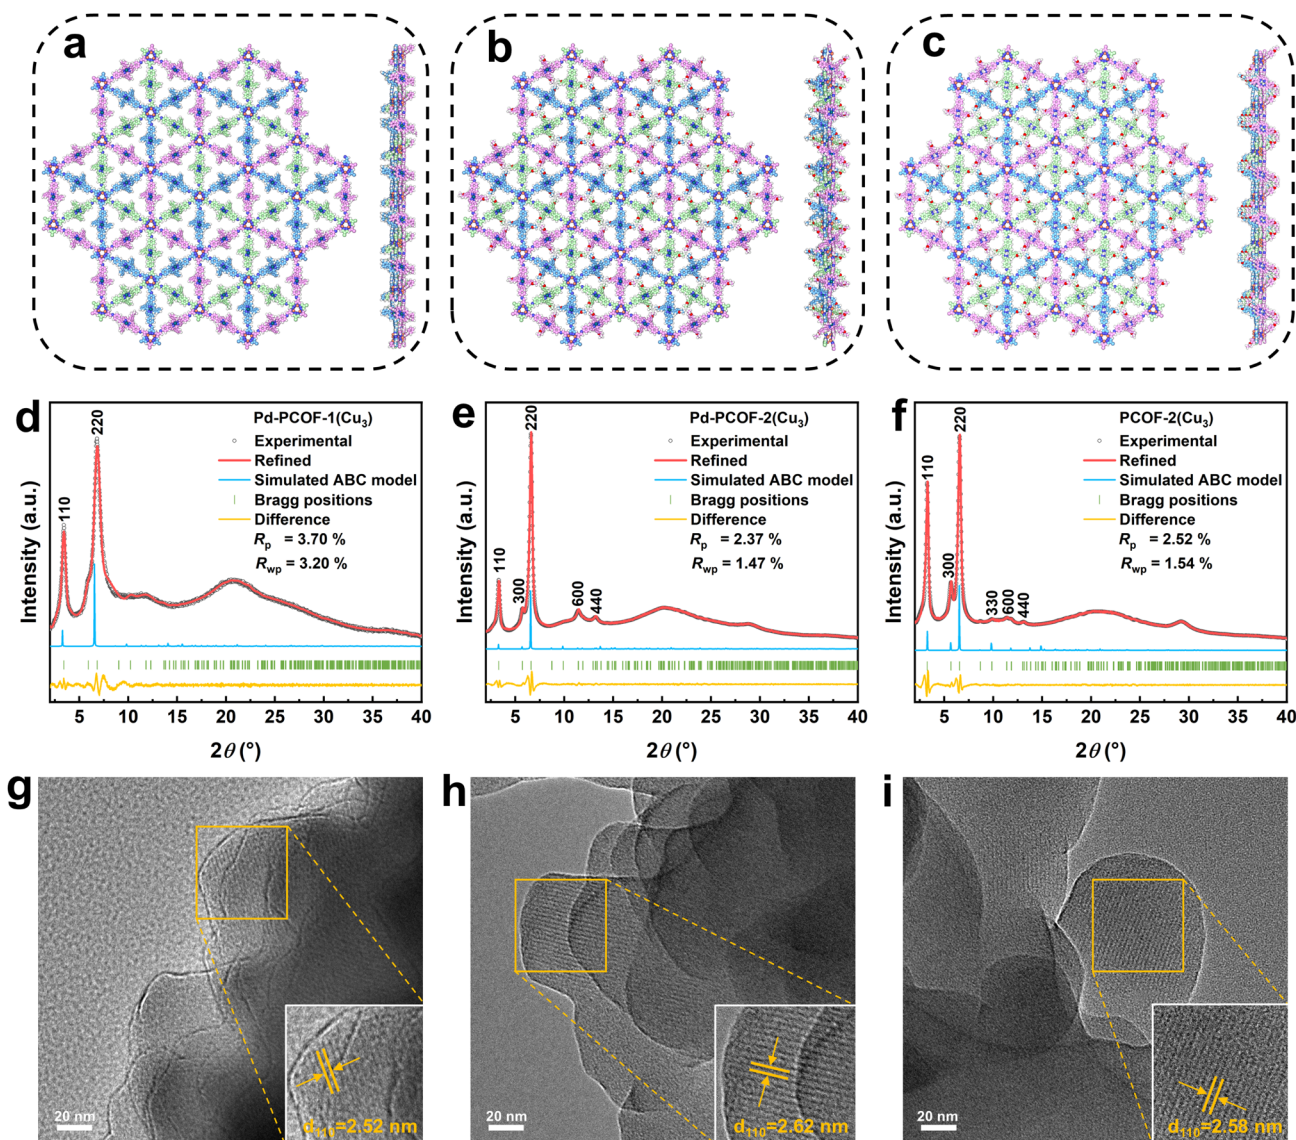 a
b
c
d
110
220
Pd-PCOF-1(Cu3)
Experimental
Refined
Simulated ABC model
Bragg positions
Difference
Rp = 3.70 %
Rwp = 3.20 %
Intensity (a.u.)
5 10 15 20 25 30 35 40
2θ (°)
e
110
300
220
600
440
Pd-PCOF-2(Cu3)
Experimental
Refined
Simulated ABC model
Bragg positions
Difference
Rp = 2.37 %
Rwp = 1.47 %
Intensity (a.u.)
5 10 15 20 25 30 35 40
2θ (°)
f
110
300
220
330
600
440
PCOF-2(Cu3)
Experimental
Refined
Simulated ABC model
Bragg positions
Difference
Rp = 2.52 %
Rwp = 1.54 %
Intensity (a.u.)
5 10 15 20 25 30 35 40
2θ (°)
g
20 nm
d110=2.52 nm
h
20 nm
d110=2.62 nm
i
20 nm
d110=2.58 nm